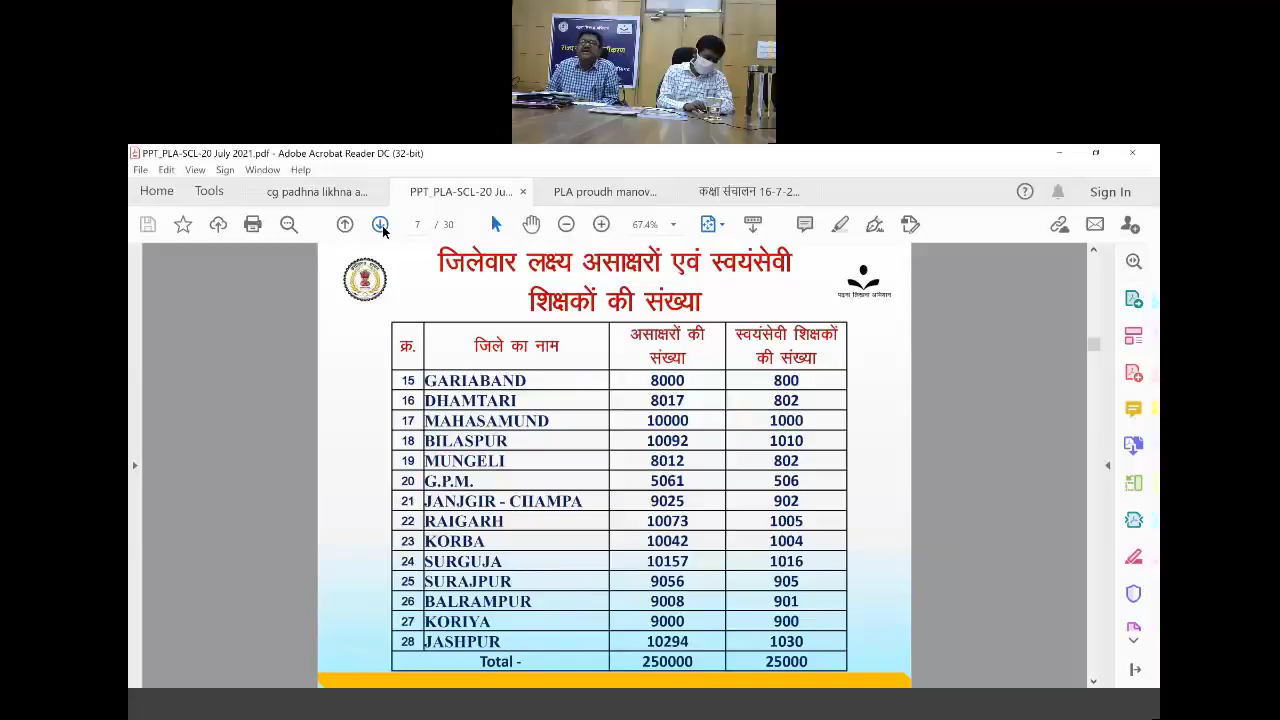 PPT_PLA-SCL-20 July 2021.pdf - Adobe Acrobat Reader DC (32-bit)
File Edit View Sign Window Help
Home Tools cg padhna likhna a... PPT_PLA-SCL-20 Ju... PLA proudh manov... कक्षा संचालन 16-7-2... Sign In
7 / 30 67.4%
जिलेवार लक्ष्य असाक्षरों एवं स्वयंसेवी
शिक्षकों की संख्या
पढ़ना लिखना अभियान
क्र. जिले का नाम असाक्षरों की संख्या स्वयंसेवी शिक्षकों की संख्या
15 GARIABAND 8000 800
16 DHAMTARI 8017 802
17 MAHASAMUND 10000 1000
18 BILASPUR 10092 1010
19 MUNGELI 8012 802
20 G.P.M. 5061 506
21 JANJGIR - CHAMPA 9025 902
22 RAIGARH 10073 1005
23 KORBA 10042 1004
24 SURGUJA 10157 1016
25 SURAJPUR 9056 905
26 BALRAMPUR 9008 901
27 KORIYA 9000 900
28 JASHPUR 10294 1030
Total - 250000 25000